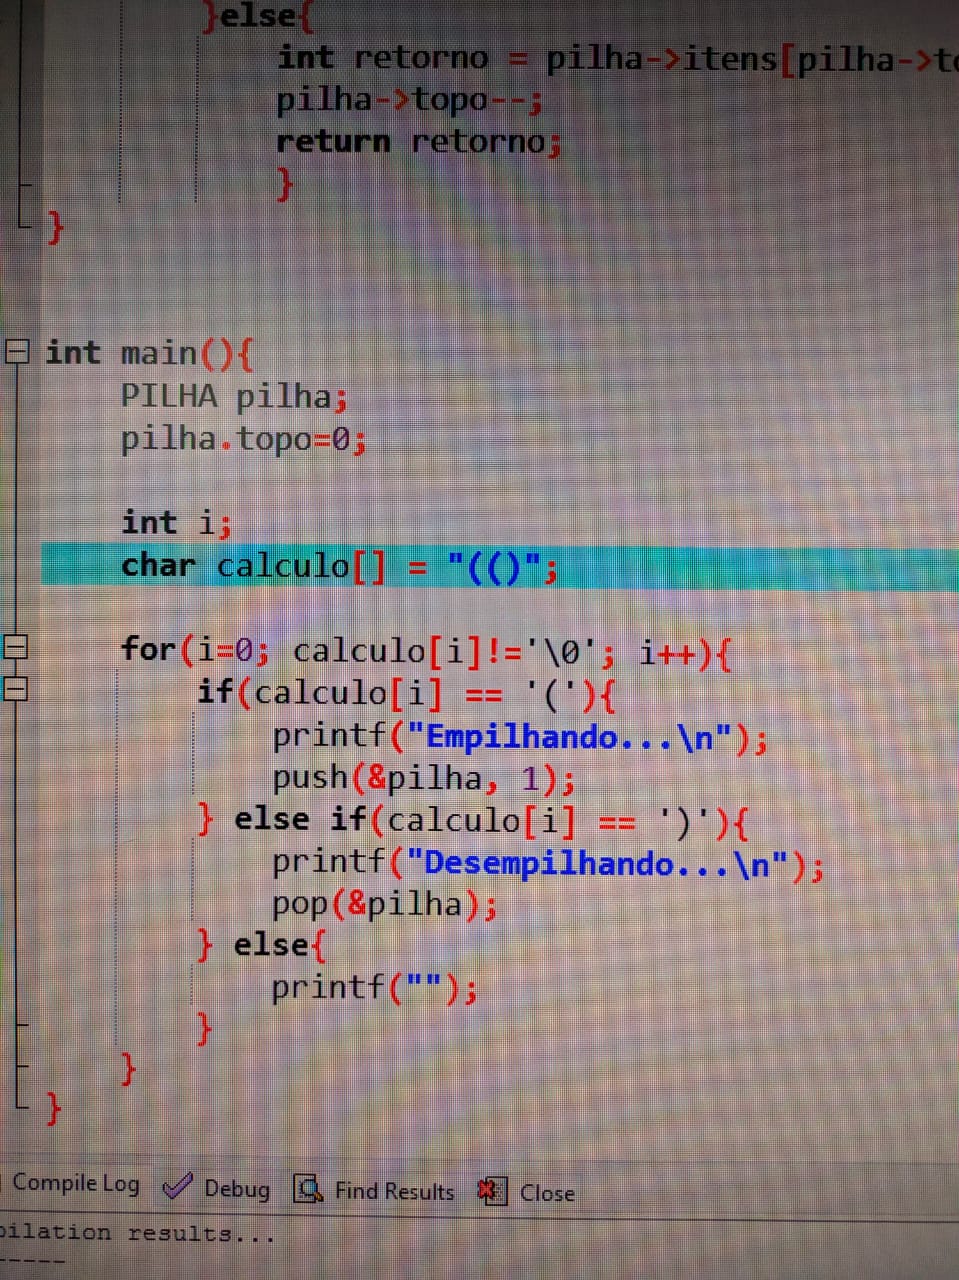 }else{
int retorno = pilha->itens[pilha->to
pilha->topo--;
return retorno;
}
}
int main(){
PILHA pilha;
pilha.topo=0;
int i;
char calculo[] = "(()";
for(i=0; calculo[i]!='\0'; i++){
if(calculo[i] == '('){
printf("Empilhando...\n");
push(&pilha, 1);
} else if(calculo[i] == ')'){
printf("Desempilhando...\n");
pop(&pilha);
} else{
printf("");
}
}
}
Compile Log Debug Find Results Close
pilation results...
-----